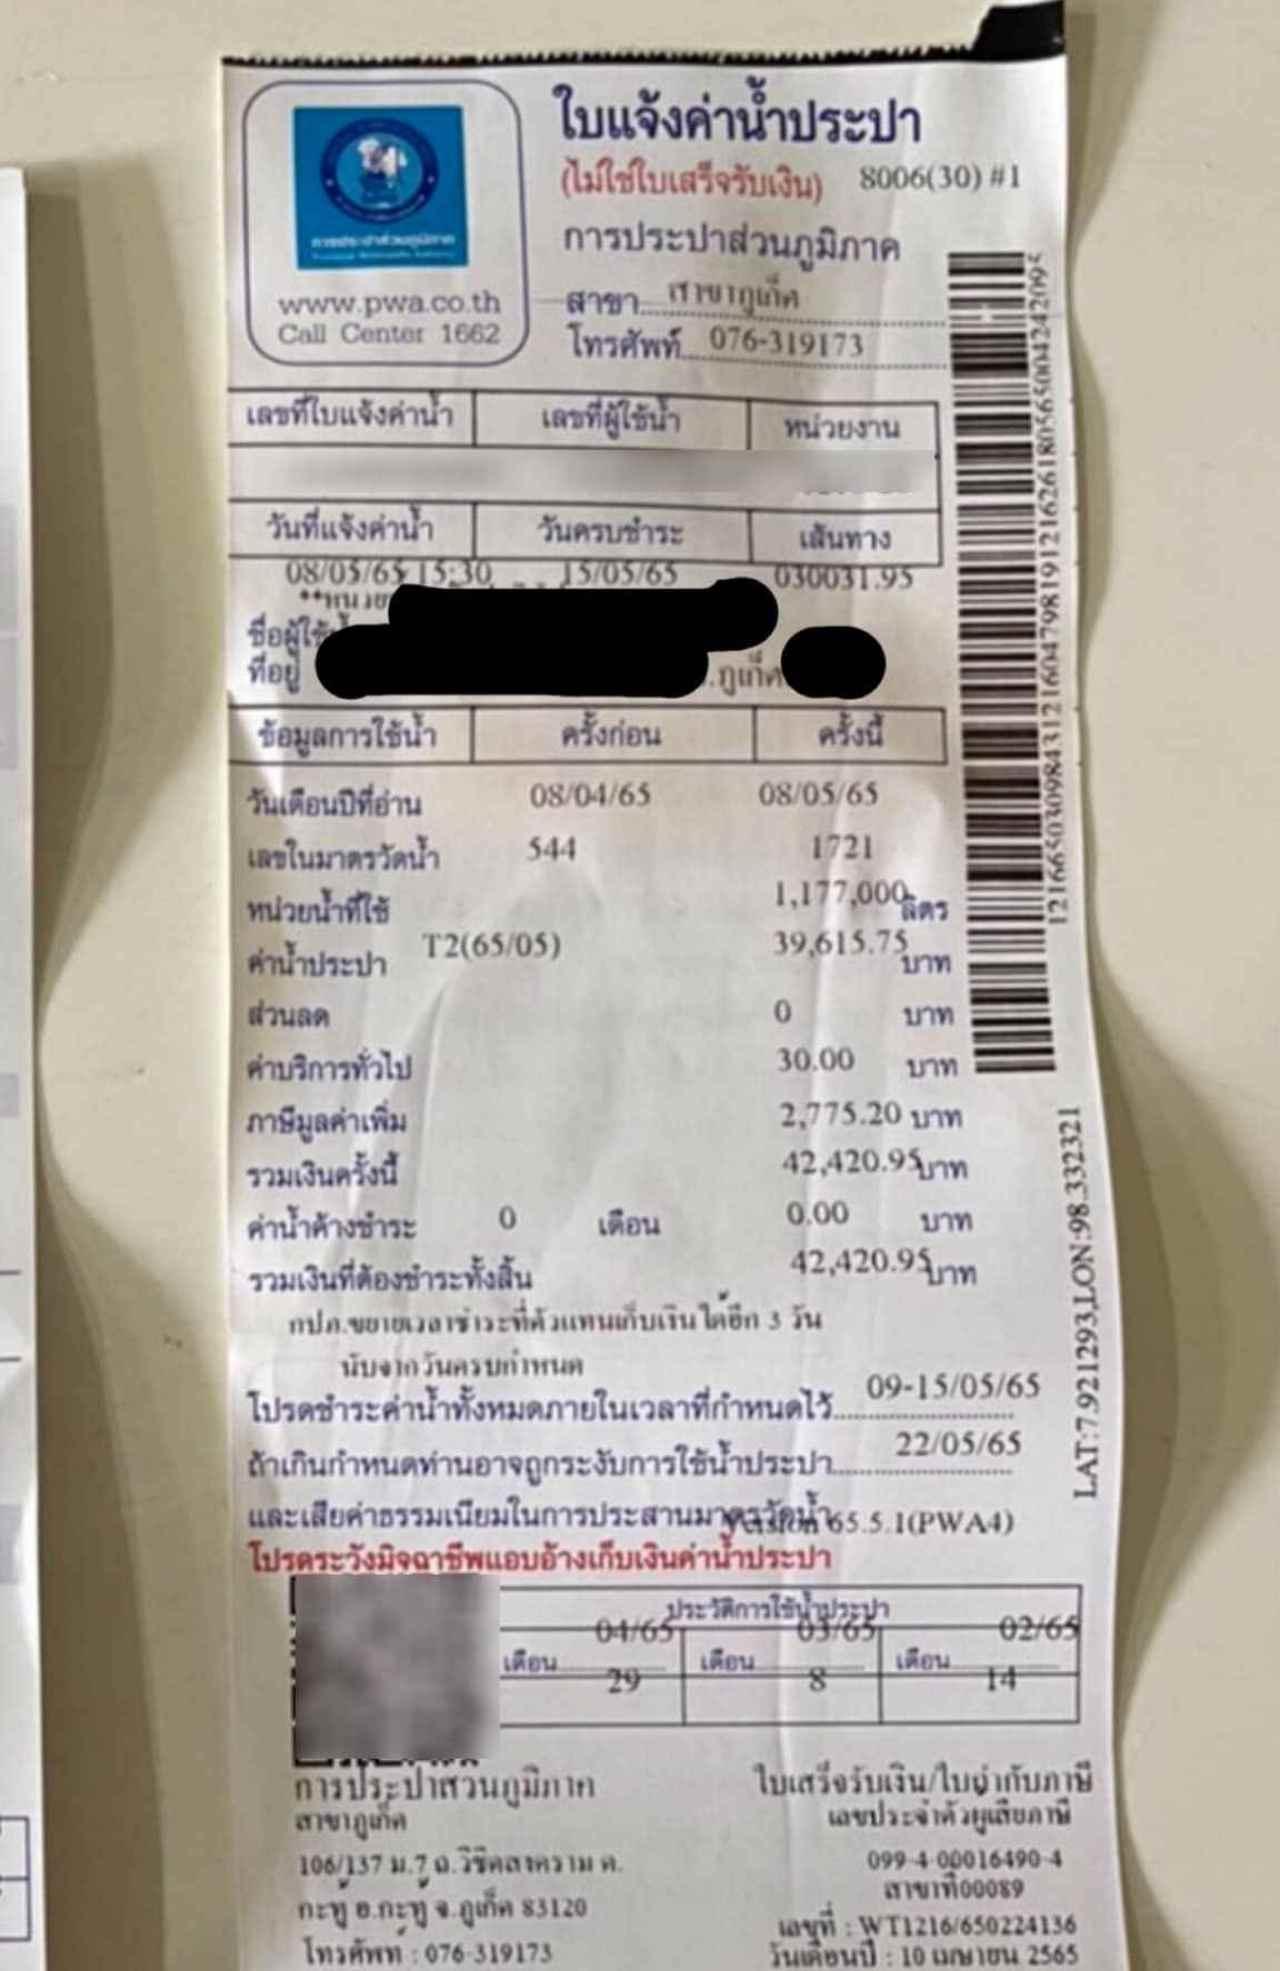 ใบแจ้งค่าน้ำประปา
(ไม่ใช่ใบเสร็จรับเงิน) 8006(30) #1
การประปาส่วนภูมิภาค
การประปาส่วนภูมิภาค
สาขา สาขาภูเก็ต
www.pwa.co.th
Call Center 1662
โทรศัพท์ 076-319173
เลขที่ใบแจ้งค่าน้ำ เลขที่ผู้ใช้น้ำ หน่วยงาน
วันที่แจ้งค่าน้ำ วันครบชำระ เส้นทาง
08/05/65 15:30 15/05/65 030031.95
**หน่วย
ชื่อผู้ใช้น้ำ
ที่อยู่ .ภูเก็ต
ข้อมูลการใช้น้ำ ครั้งก่อน ครั้งนี้
วันเดือนปีที่อ่าน 08/04/65 08/05/65
เลขในมาตรวัดน้ำ 544 1721
หน่วยน้ำที่ใช้ 1,177,000 ลิตร
ค่าน้ำประปา T2(65/05) 39,615.75 บาท
ส่วนลด 0 บาท
ค่าบริการทั่วไป 30.00 บาท
ภาษีมูลค่าเพิ่ม 2,775.20 บาท
รวมเงินครั้งนี้ 42,420.95 บาท
ค่าน้ำค้างชำระ 0 เดือน 0.00 บาท
รวมเงินที่ต้องชำระทั้งสิ้น 42,420.95 บาท
กปภ.ขยายเวลาชำระที่ตัวแทนเก็บเงินได้อีก 3 วัน
นับจากวันครบกำหนด
โปรดชำระค่าน้ำทั้งหมดภายในเวลาที่กำหนดไว้ 09-15/05/65
ถ้าเกินกำหนดท่านอาจถูกระงับการใช้น้ำประปา 22/05/65
และเสียค่าธรรมเนียมในการประสานมาตรวัดน้ำ Version 65.5.1(PWA4)
โปรดระวังมิจฉาชีพแอบอ้างเก็บเงินค่าน้ำประปา
ประวัติการใช้น้ำประปา
เดือน 04/65 เดือน 03/65 เดือน 02/65
29 8 14
การประปาส่วนภูมิภาค
สาขาภูเก็ต
106/137 ม.7 ถ.วิชิตสงคราม ต.
กะทู้ อ.กะทู้ จ.ภูเก็ต 83120
โทรศัพท์ : 076-319173
ใบเสร็จรับเงิน/ใบกำกับภาษี
เลขประจำตัวผู้เสียภาษี
099-4-00016490-4
สาขาที่00089
เลขที่ : WT1216/650224136
วันเดือนปี : 10 เมษายน 2565
LAT:7.921293,LON:98.332321